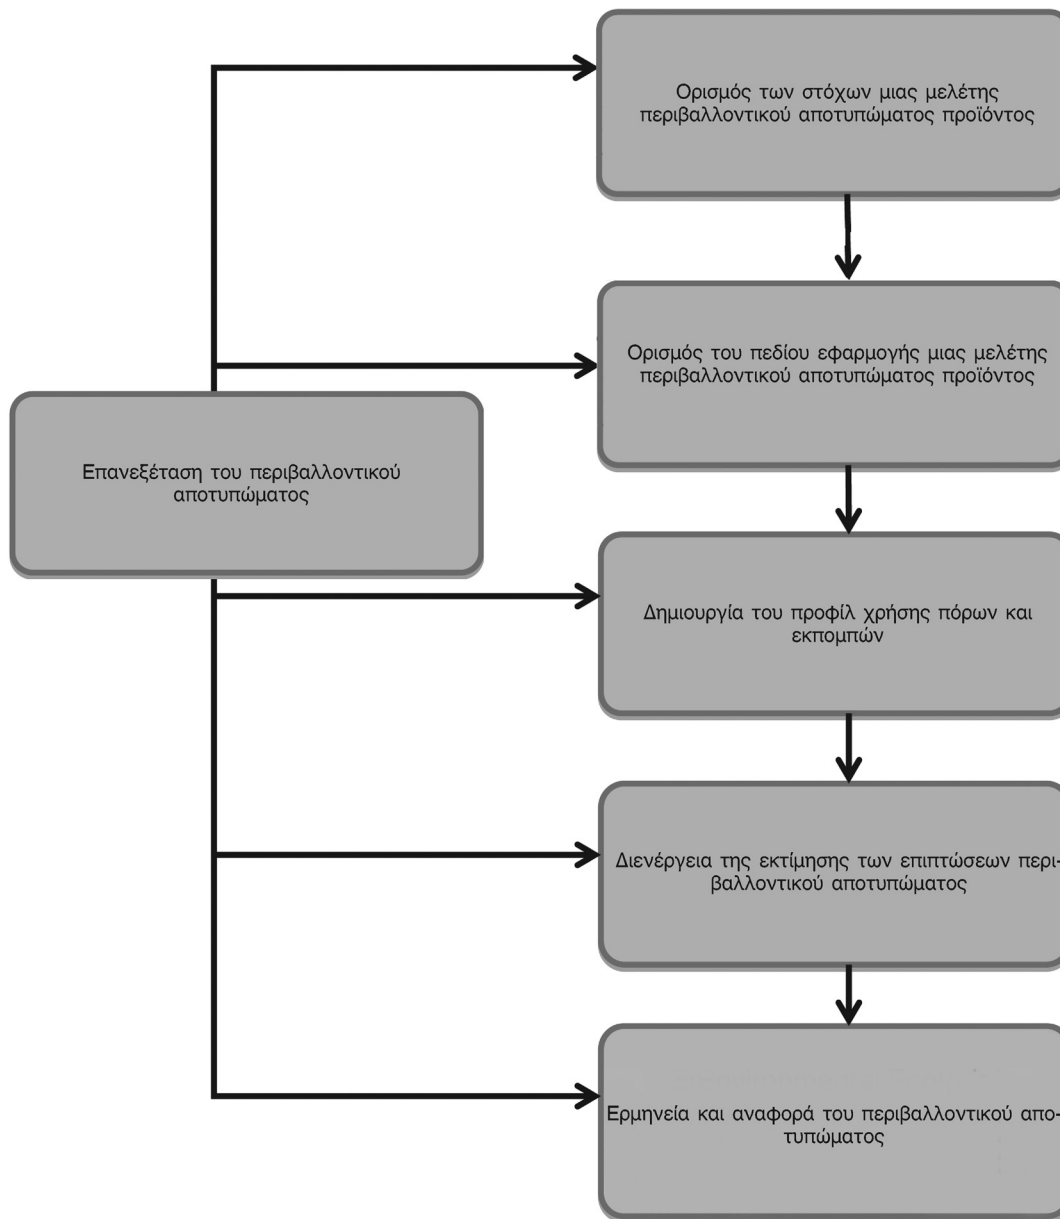 Ορισμός των στόχων μιας μελέτης
περιβαλλοντικού αποτυπώματος προϊόντος
Ορισμός του πεδίου εφαρμογής μιας μελέτης
περιβαλλοντικού αποτυπώματος προϊόντος
Επανεξέταση του περιβαλλοντικού
αποτυπώματος
Δημιουργία του προφίλ χρήσης πόρων και
εκπομπών
Διενέργεια της εκτίμησης των επιπτώσεων περι-
βαλλοντικού αποτυπώματος
Ερμηνεία και αναφορά του περιβαλλοντικού απο-
τυπώματος